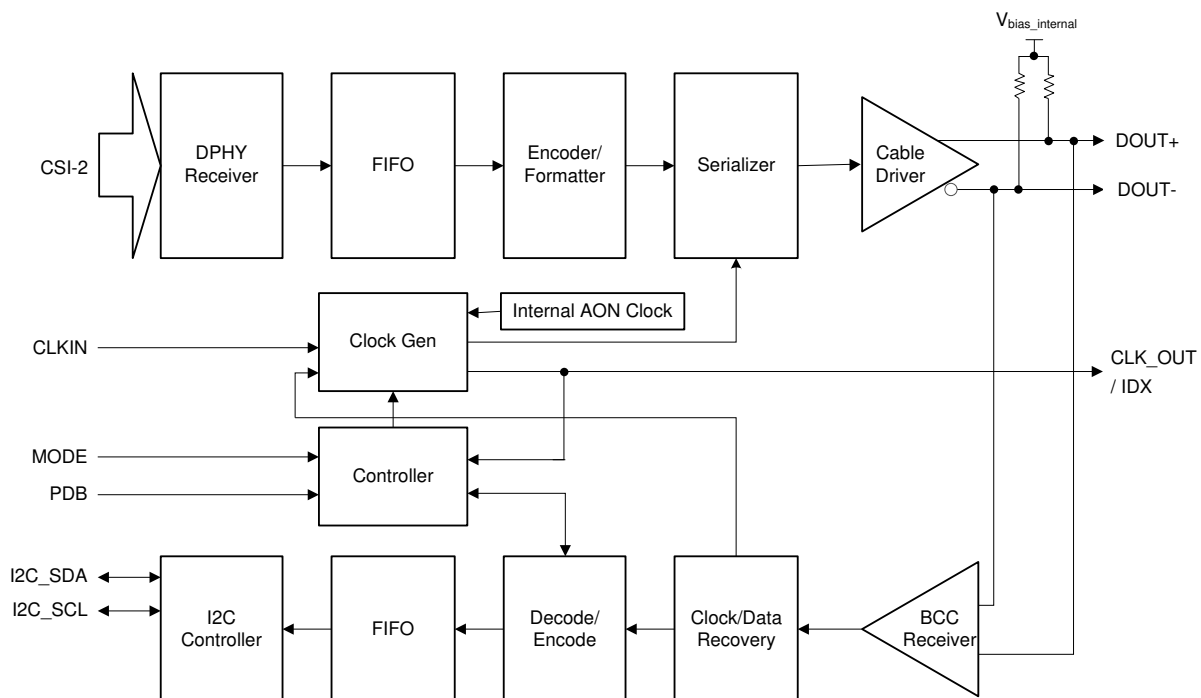 V bias_internal
CSI-2
DPHY
Receiver
FIFO
Encoder/
Formatter
Serializer
Cable
Driver
DOUT+
DOUT-
Internal AON Clock
CLKIN
Clock Gen
CLK_OUT
/ IDX
MODE
PDB
Controller
I2C_SDA
I2C_SCL
I2C
Controller
FIFO
Decode/
Encode
Clock/Data
Recovery
BCC
Receiver